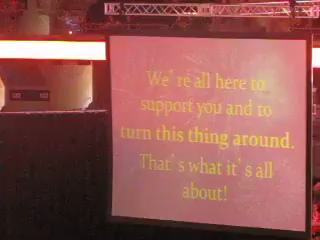 We're all here to
support you and to
turn this thing around.
That's what it's all
about!